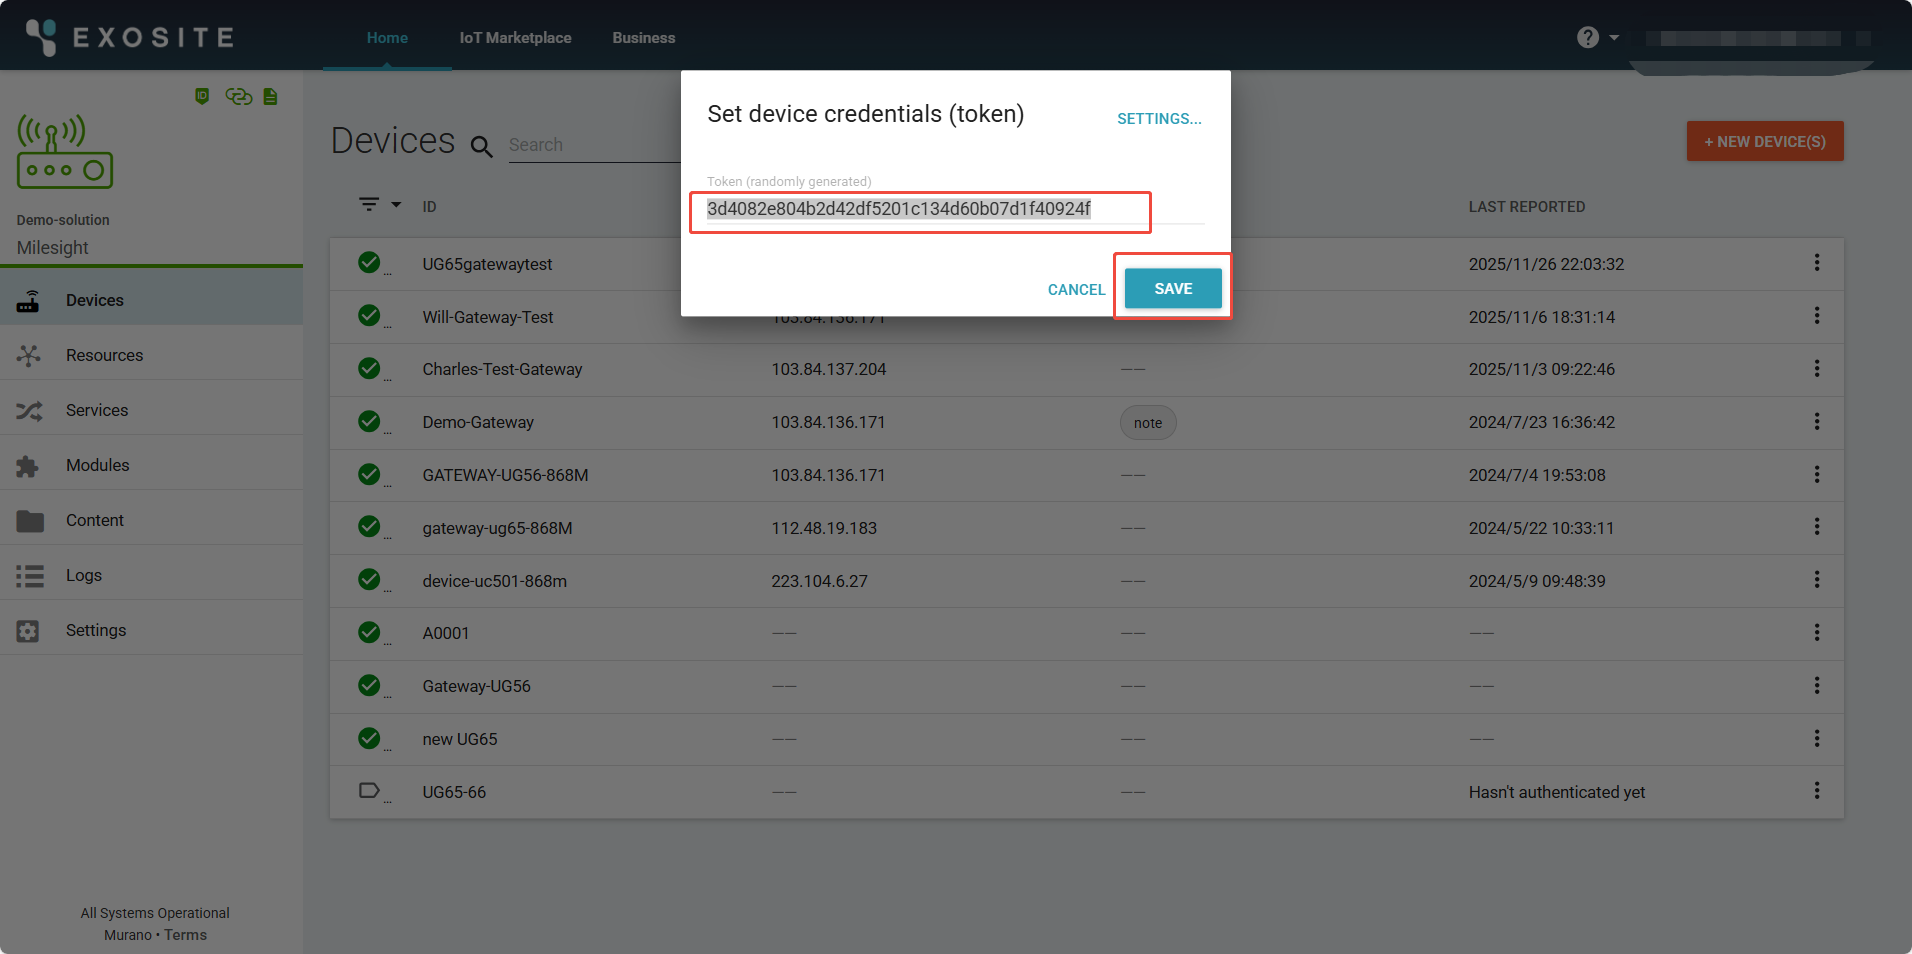 EXOSITE
Home
IoT Marketplace
Business
Demo-solution
Milesight
Devices
Resources
Services
Modules
Content
Logs
Settings
All Systems Operational
Murano • Terms
Devices
Search
+ NEW DEVICE(S)
ID
LAST REPORTED
UG65gatewaytest
2025/11/26 22:03:32
Will-Gateway-Test
103.84.136.171
2025/11/6 18:31:14
Charles-Test-Gateway
103.84.137.204
——
2025/11/3 09:22:46
Demo-Gateway
103.84.136.171
note
2024/7/23 16:36:42
GATEWAY-UG56-868M
103.84.136.171
——
2024/7/4 19:53:08
gateway-ug65-868M
112.48.19.183
——
2024/5/22 10:33:11
device-uc501-868m
223.104.6.27
——
2024/5/9 09:48:39
A0001
——
——
——
Gateway-UG56
——
——
——
new UG65
——
——
——
UG65-66
——
——
Hasn't authenticated yet
Set device credentials (token)
SETTINGS...
Token (randomly generated)
3d4082e804b2d42df5201c134d60b07d1f40924f
CANCEL
SAVE